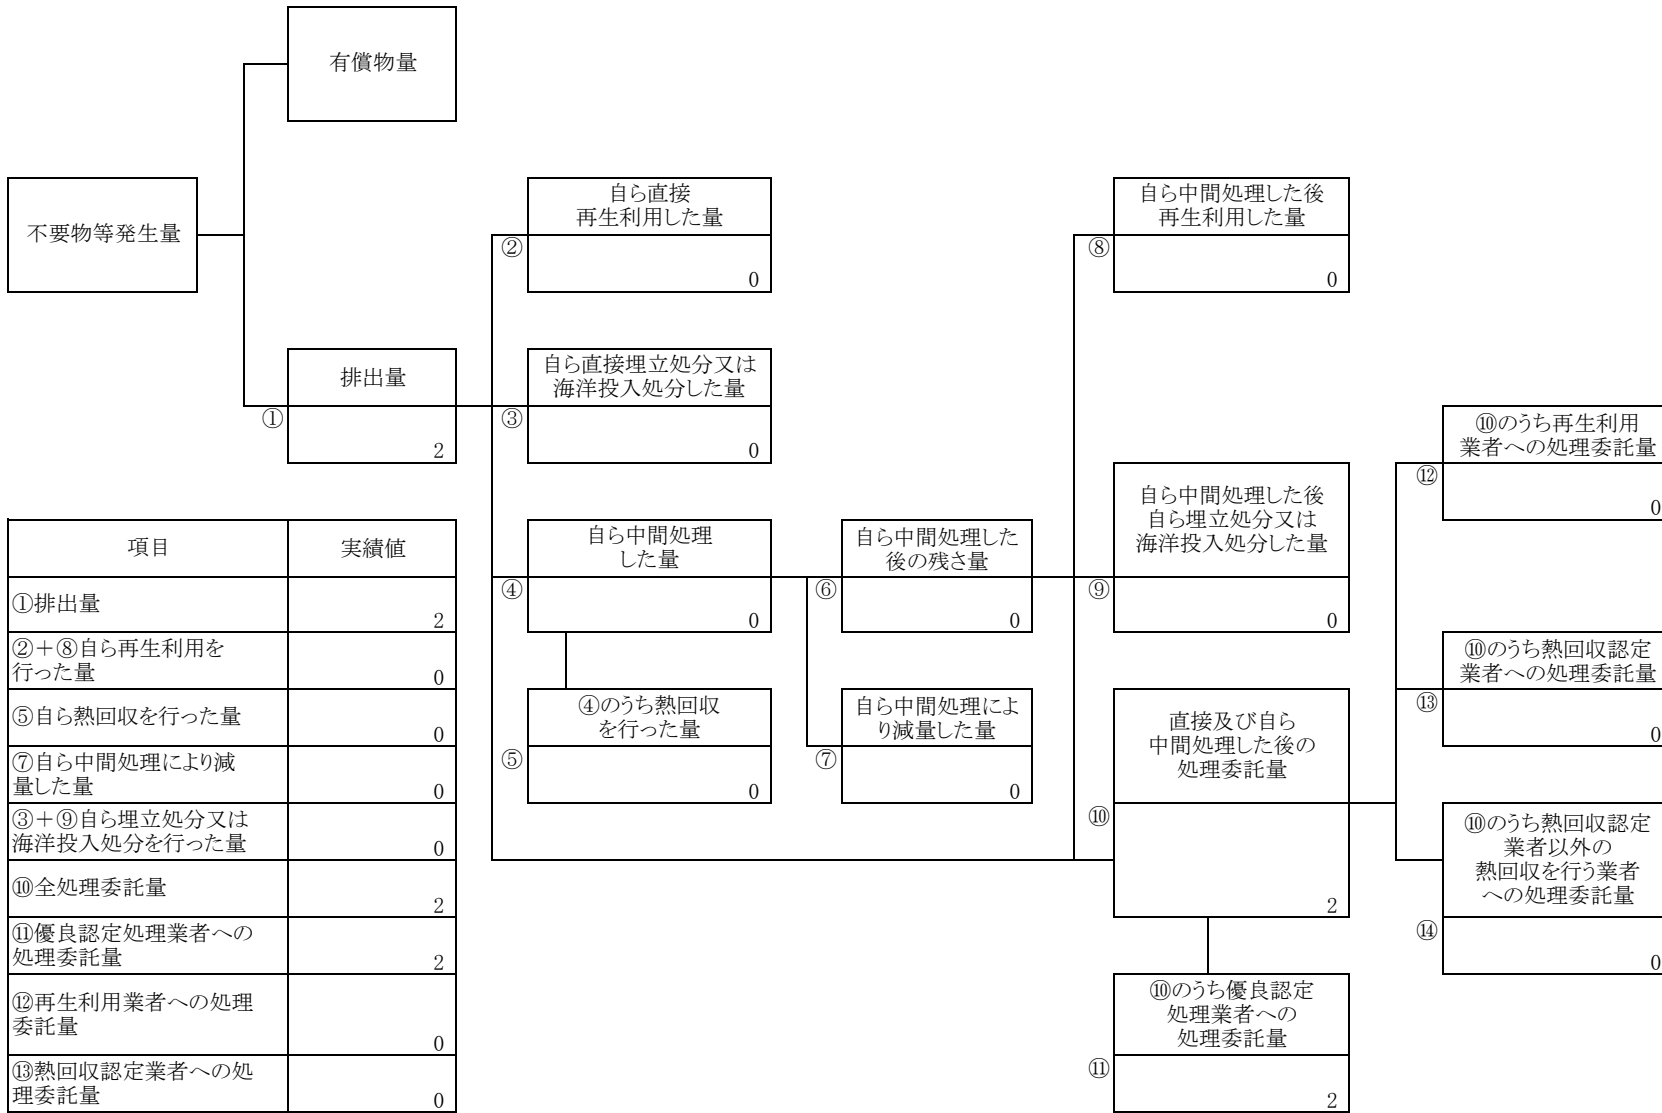 有償物量
不要物等発生量
自ら直接
再生利用した量
②
0
自ら中間処理した後
再生利用した量
⑧
0
排出量
①
2
自ら直接埋立処分又は
海洋投入処分した量
③
0
⑩のうち再生利用
業者への処理委託量
⑫
0
自ら中間処理
した量
④
0
自ら中間処理した
後の残さ量
⑥
0
自ら中間処理した後
自ら埋立処分又は
海洋投入処分した量
⑨
0
⑩のうち熱回収認定
業者への処理委託量
⑬
0
④のうち熱回収
を行った量
⑤
0
自ら中間処理によ
り減量した量
⑦
0
直接及び自ら
中間処理した後の
処理委託量
⑩
2
⑩のうち熱回収認定
業者以外の
熱回収を行う業者
への処理委託量
⑭
0
⑩のうち優良認定
処理業者への
処理委託量
⑪
2
項目 実績値
①排出量
2
②＋⑧自ら再生利用を
行った量
0
⑤自ら熱回収を行った量
0
⑦自ら中間処理により減
量した量
0
③＋⑨自ら埋立処分又は
海洋投入処分を行った量
0
⑩全処理委託量
2
⑪優良認定処理業者への
処理委託量
2
⑫再生利用業者への処理
委託量
0
⑬熱回収認定業者への処
理委託量
0